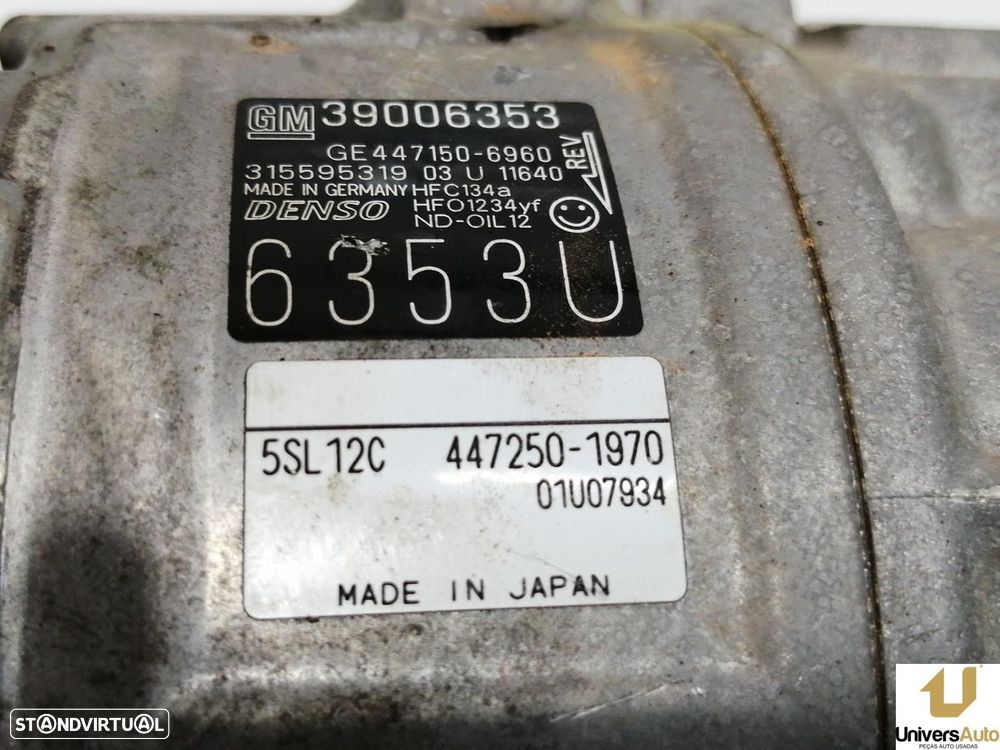 GM 39006353
GE447150-6960
REV
315595319 03 U 11640
MADE IN GERMANY HFC134a
DENSO HFO1234yf
ND-OIL12
6353U
5SL12C 447250-1970
01U07934
MADE IN JAPAN
STANDVIRTUAL
UniversAuto
PEÇAS AUTO USADAS